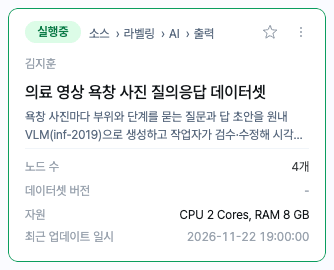 실행중 소스 › 라벨링 › AI › 출력
김지훈
의료 영상 욕창 사진 질의응답 데이터셋
욕창 사진마다 부위와 단계를 묻는 질문과 답 초안을 원내
VLM(inf-2019)으로 생성하고 작업자가 검수·수정해 시각…
노드 수 4개
데이터셋 버전 -
자원 CPU 2 Cores, RAM 8 GB
최근 업데이트 일시 2026-11-22 19:00:00